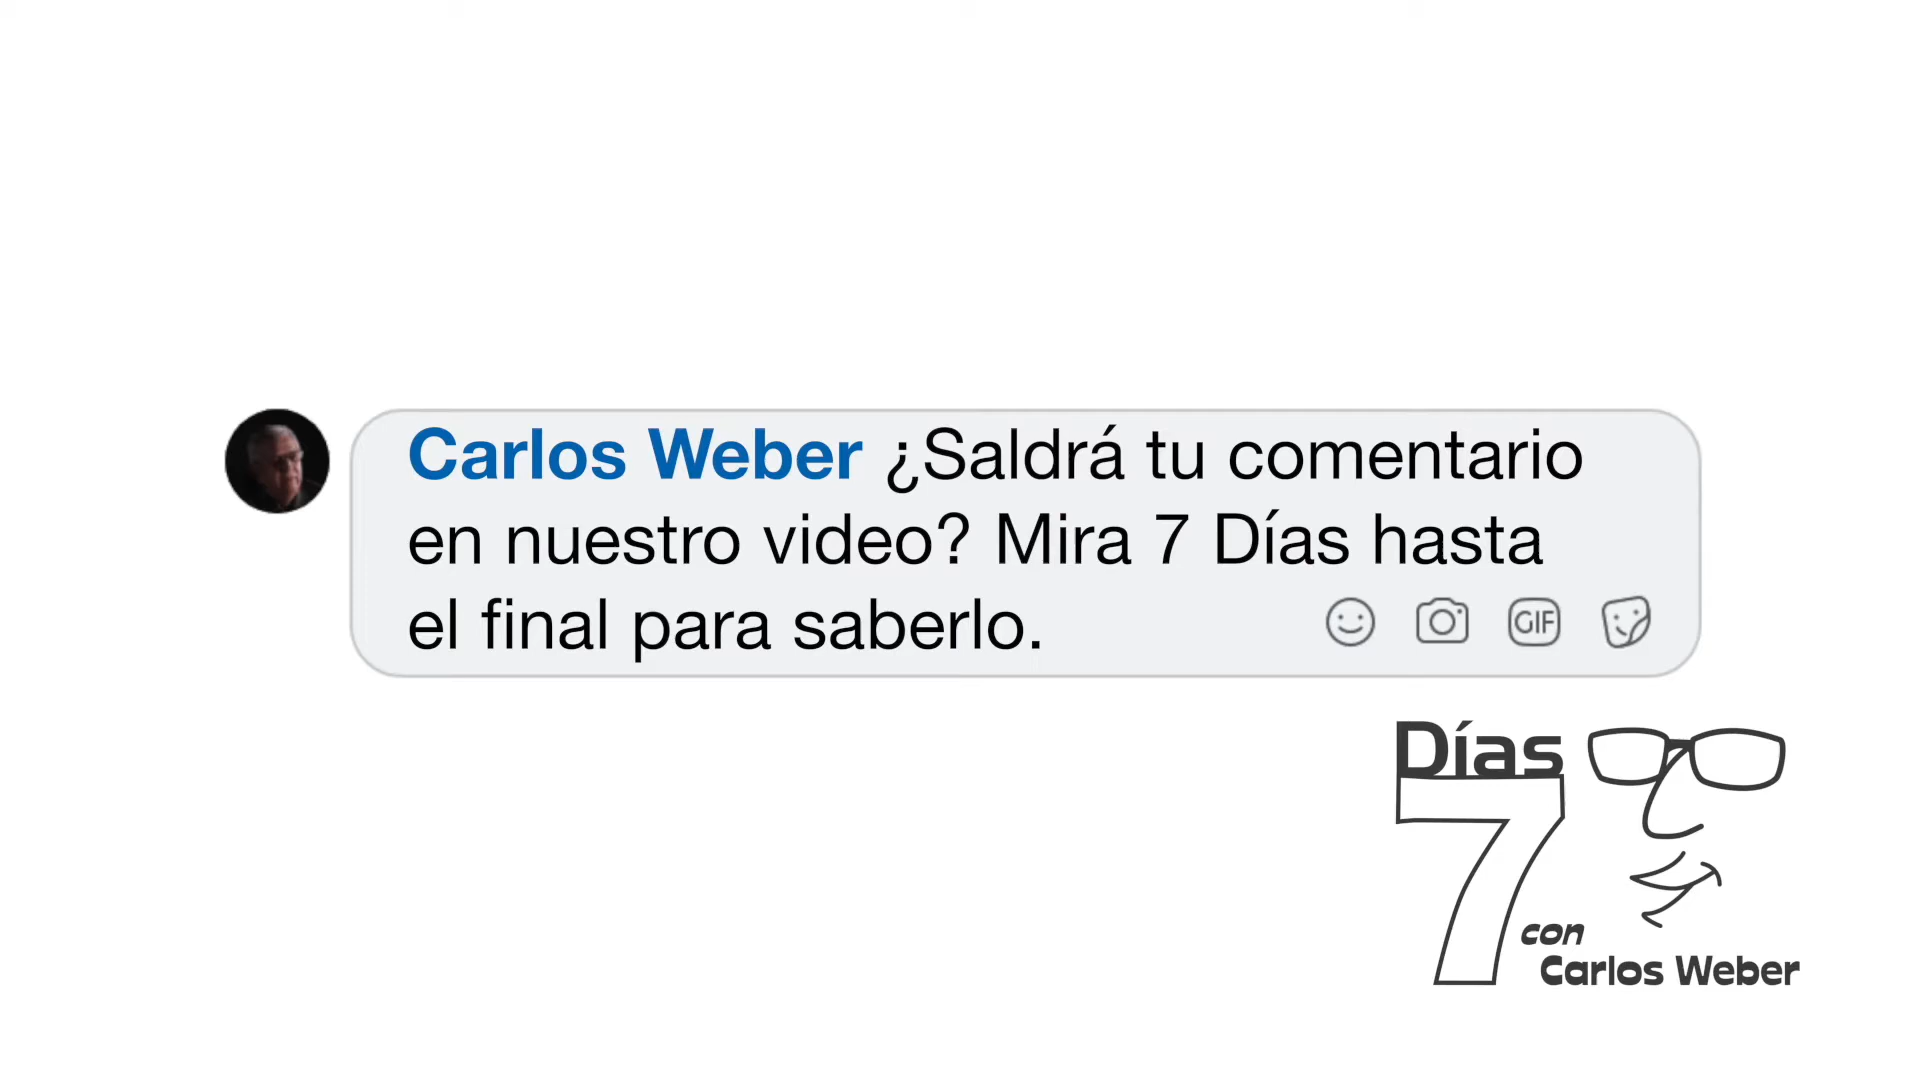 Carlos Weber ¿Saldrá tu comentario
en nuestro video? Mira 7 Días hasta
el final para saberlo.
GIF
Días
7
con
Carlos Weber